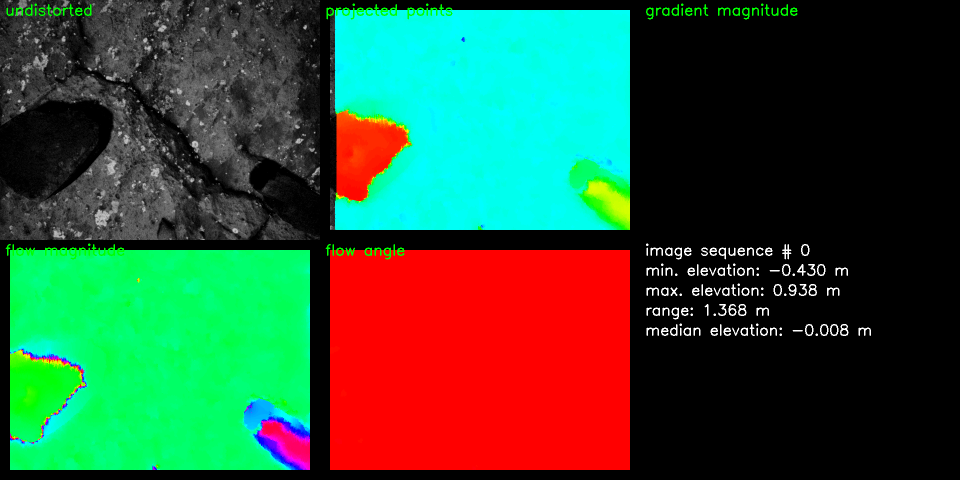 undistorted
projected points
gradient magnitude
flow magnitude
flow angle
image sequence # 0
min. elevation: −0.430 m
max. elevation: 0.938 m
range: 1.368 m
median elevation: −0.008 m